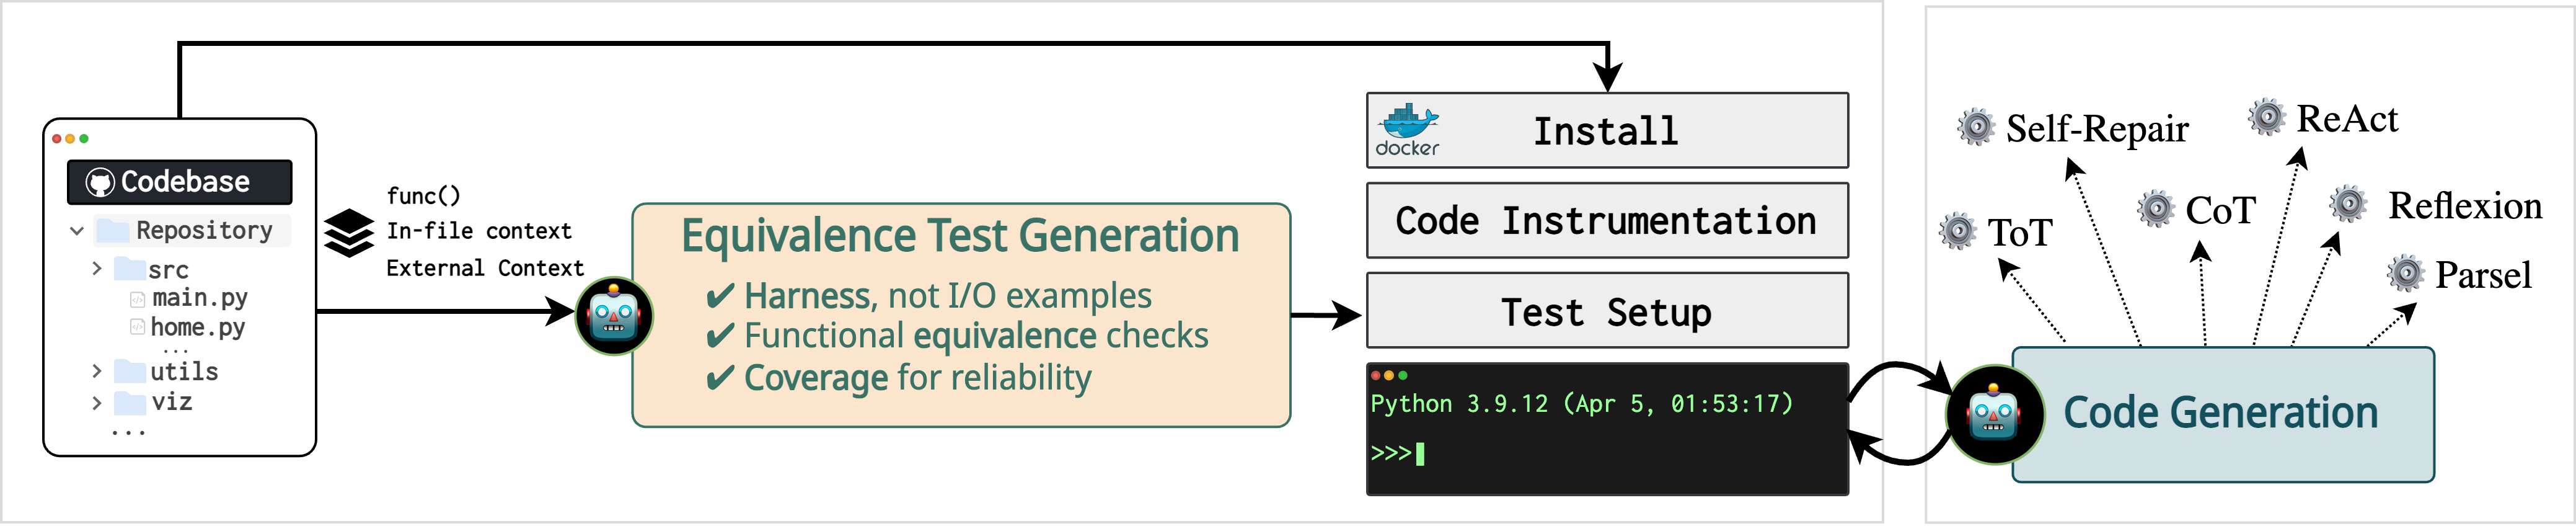 Codebase
Repository
src
main.py
home.py
...
utils
viz
...
func()
In-file context
External Context
Equivalence Test Generation
✔ Harness, not I/O examples
✔ Functional equivalence checks
✔ Coverage for reliability
docker
Install
Code Instrumentation
Test Setup
Python 3.9.12 (Apr 5, 01:53:17)
>>>
Self-Repair
ReAct
ToT
CoT
Reflexion
Parsel
Code Generation